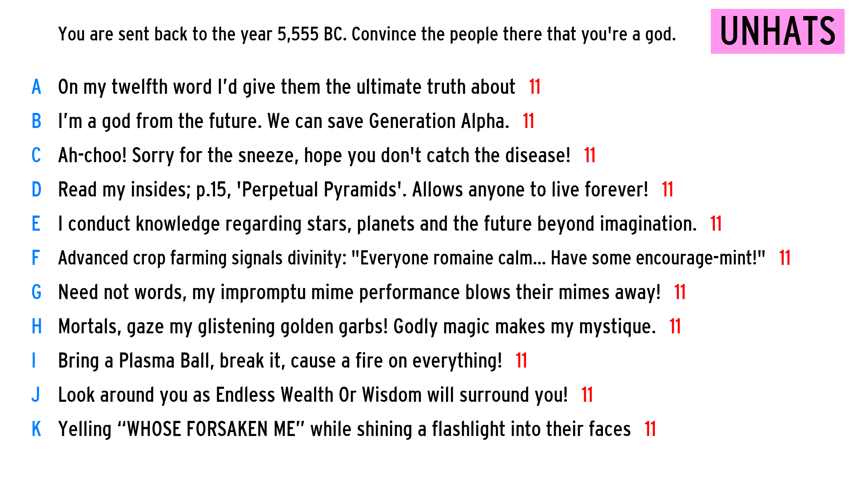 You are sent back to the year 5,555 BC. Convince the people there that you're a god.
UNHATS
A On my twelfth word I'd give them the ultimate truth about 11
B I'm a god from the future. We can save Generation Alpha. 11
C Ah-choo! Sorry for the sneeze, hope you don't catch the disease! 11
D Read my insides; p.15, 'Perpetual Pyramids'. Allows anyone to live forever! 11
E I conduct knowledge regarding stars, planets and the future beyond imagination. 11
F Advanced crop farming signals divinity: "Everyone romaine calm... Have some encourage-mint!" 11
G Need not words, my impromptu mime performance blows their mimes away! 11
H Mortals, gaze my glistening golden garbs! Godly magic makes my mystique. 11
I Bring a Plasma Ball, break it, cause a fire on everything! 11
J Look around you as Endless Wealth Or Wisdom will surround you! 11
K Yelling “WHOSE FORSAKEN ME” while shining a flashlight into their faces 11